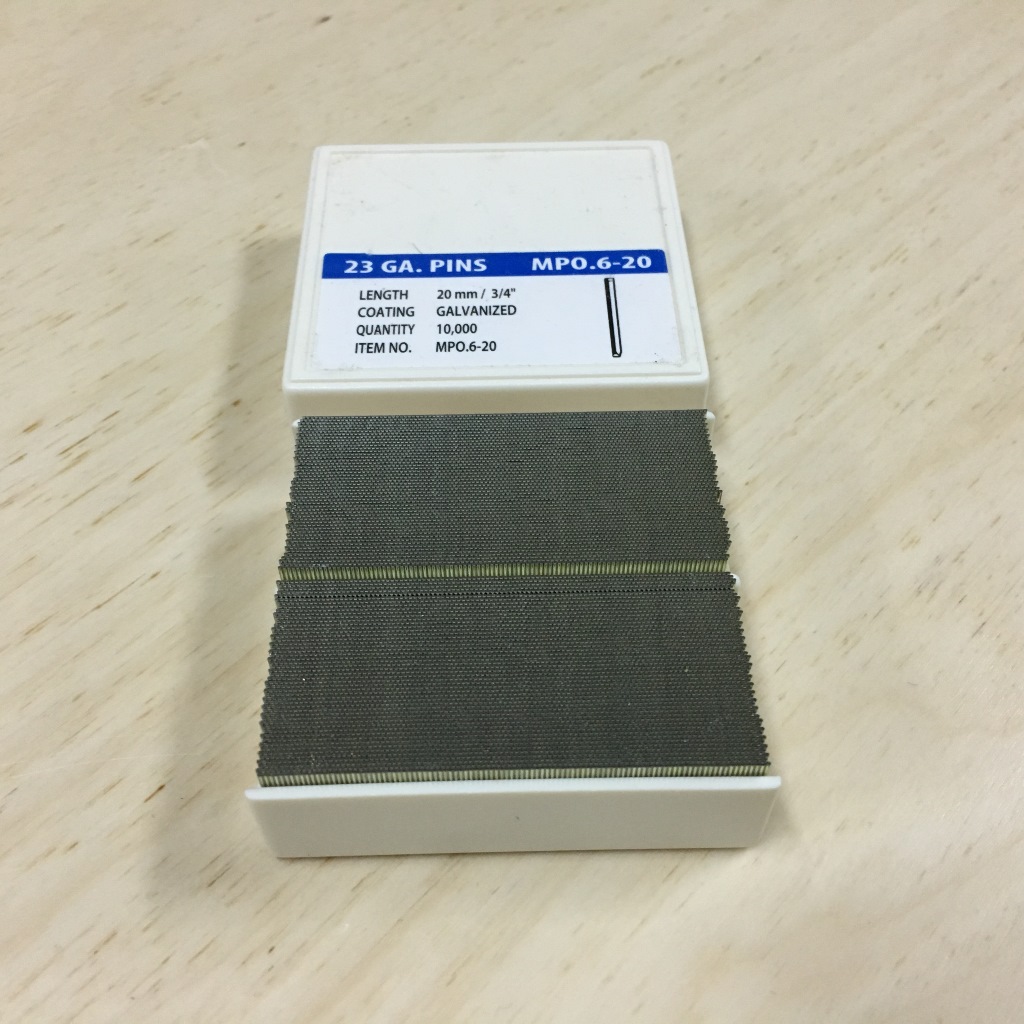 23 GA. PINS MPO.6-20
LENGTH 20 mm / 3/4"
COATING GALVANIZED
QUANTITY 10,000
ITEM NO. MPO.6-20